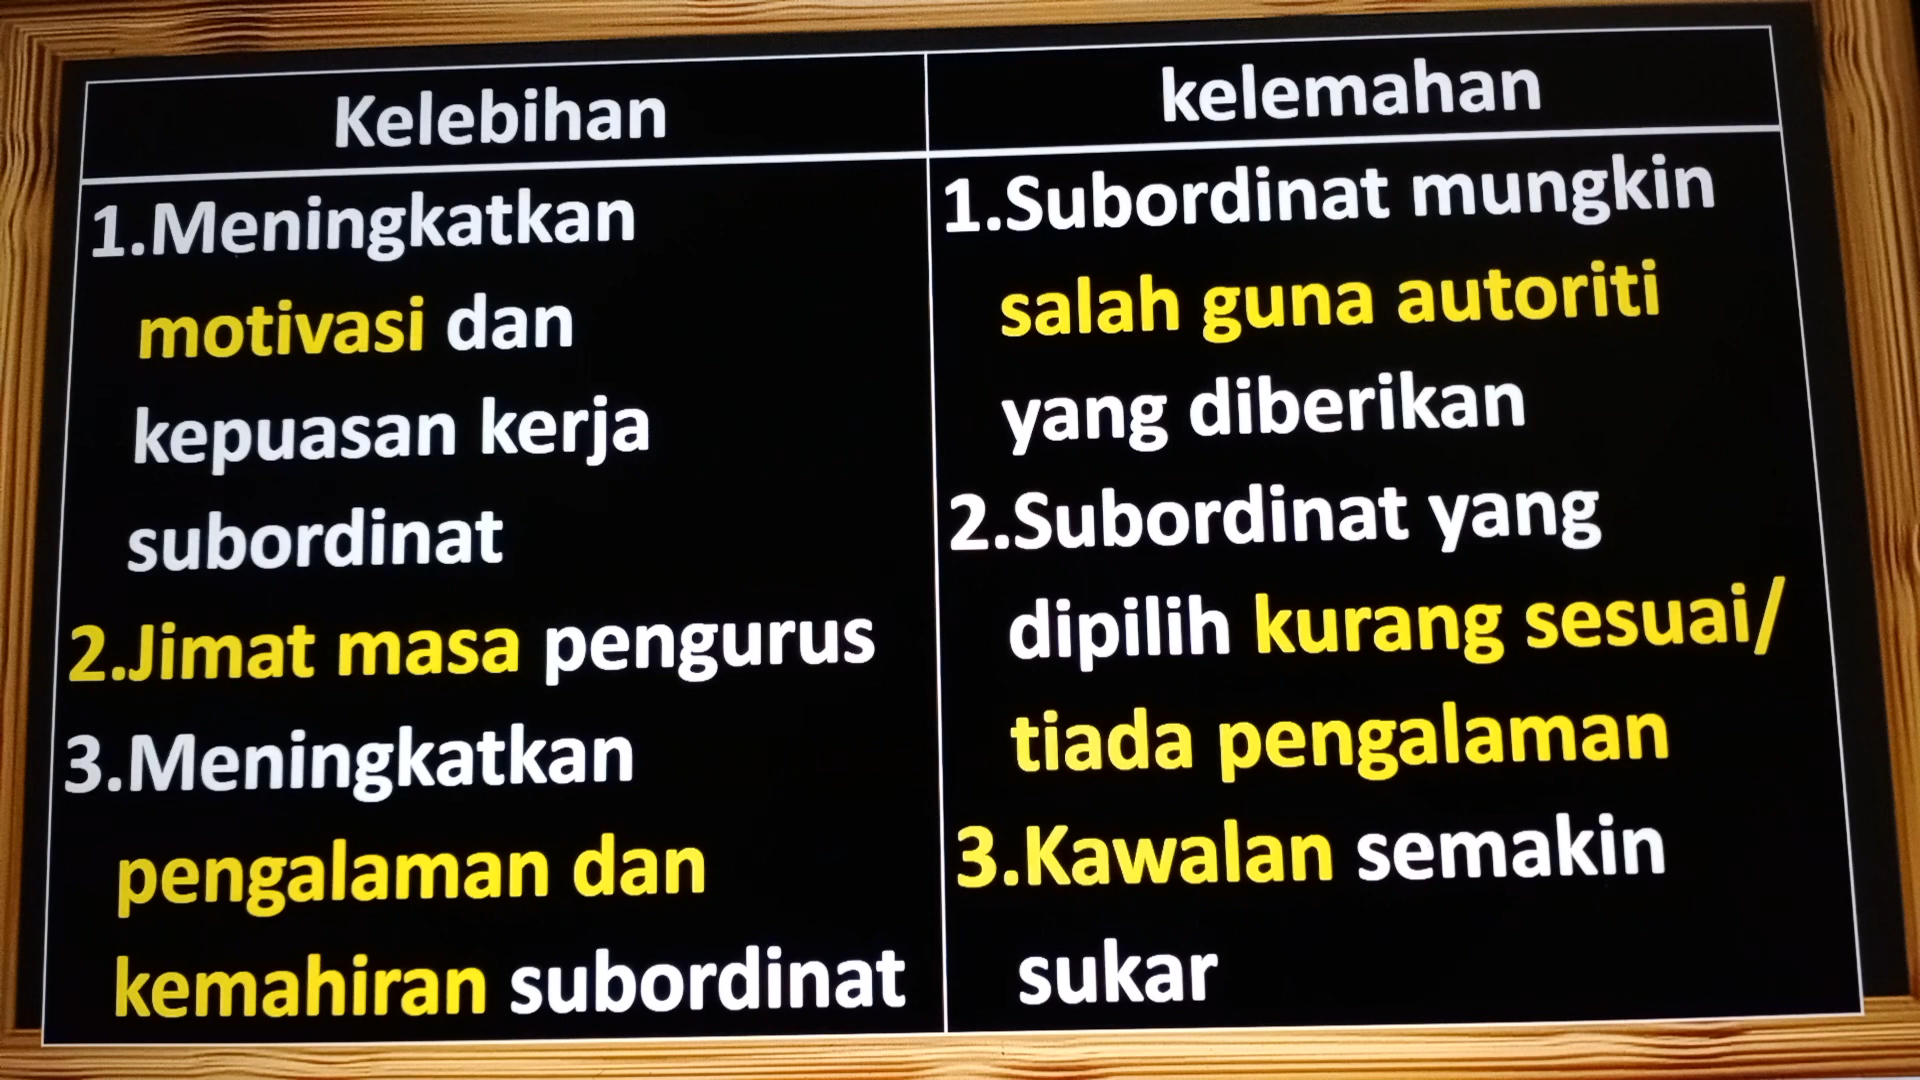 Kelebihan
1.Meningkatkan
motivasi dan
kepuasan kerja
subordinat
2.Jimat masa pengurus
3.Meningkatkan
pengalaman dan
kemahiran subordinat
kelemahan
1.Subordinat mungkin
salah guna autoriti
yang diberikan
2.Subordinat yang
dipilih kurang sesuai/
tiada pengalaman
3.Kawalan semakin
sukar